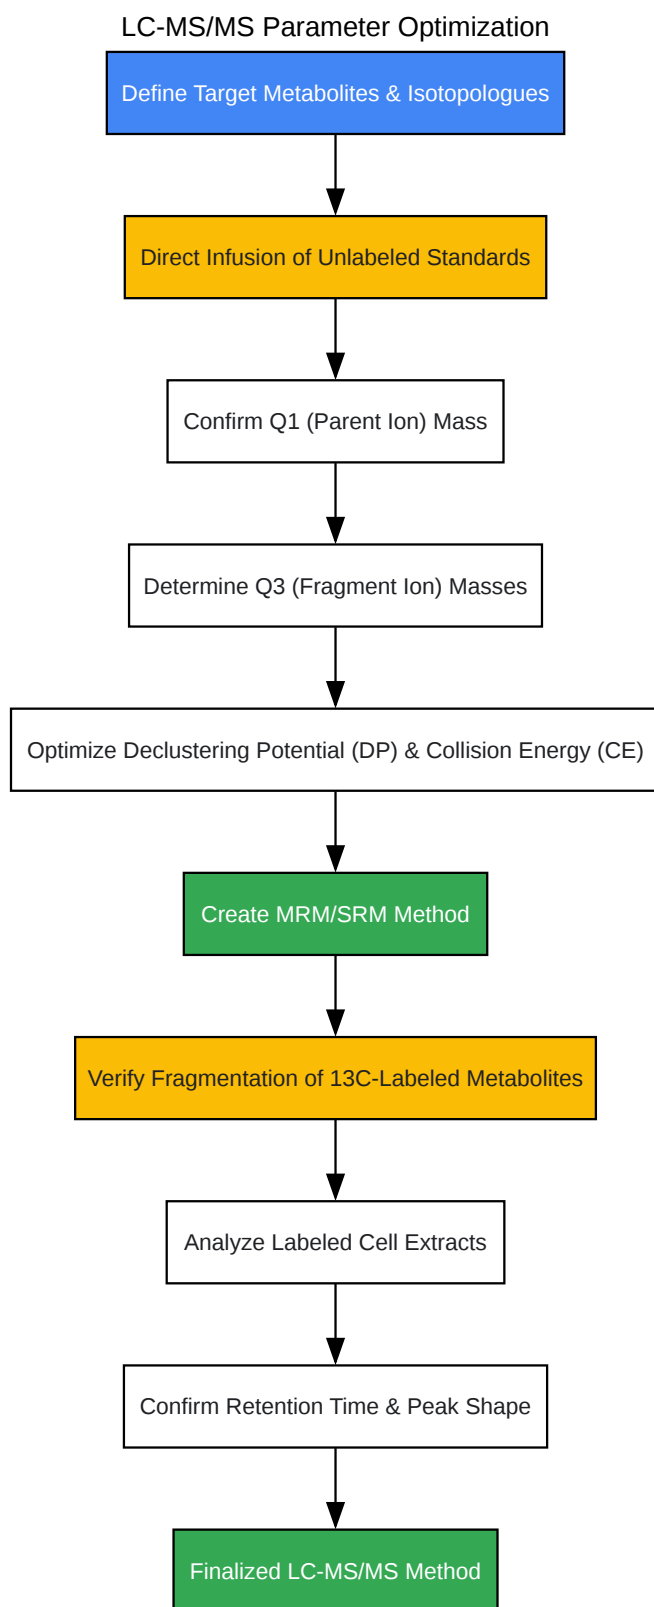 LC-MS/MS Parameter Optimization
Define Target Metabolites & Isotopologues
Direct Infusion of Unlabeled Standards
Confirm Q1 (Parent Ion) Mass
Determine Q3 (Fragment Ion) Masses
Optimize Declustering Potential (DP) & Collision Energy (CE)
Create MRM/SRM Method
Verify Fragmentation of 13C-Labeled Metabolites
Analyze Labeled Cell Extracts
Confirm Retention Time & Peak Shape
Finalized LC-MS/MS Method